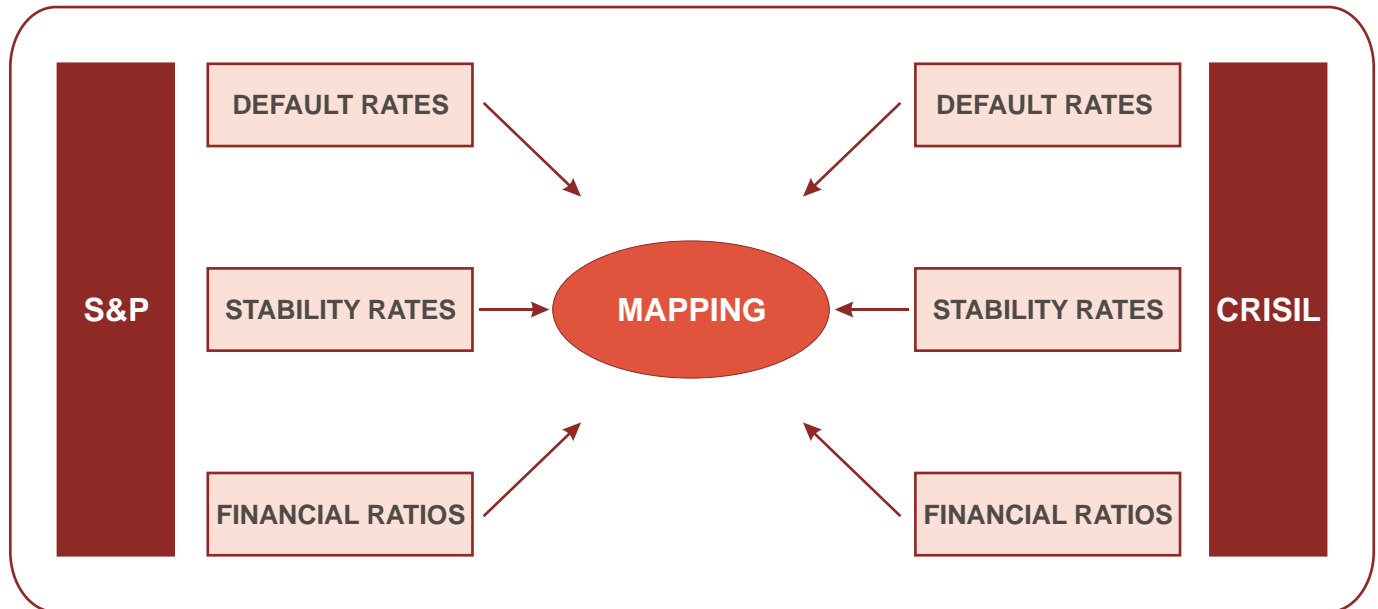 DEFAULT RATES
DEFAULT RATES
S&P
STABILITY RATES
MAPPING
STABILITY RATES
CRISIL
FINANCIAL RATIOS
FINANCIAL RATIOS